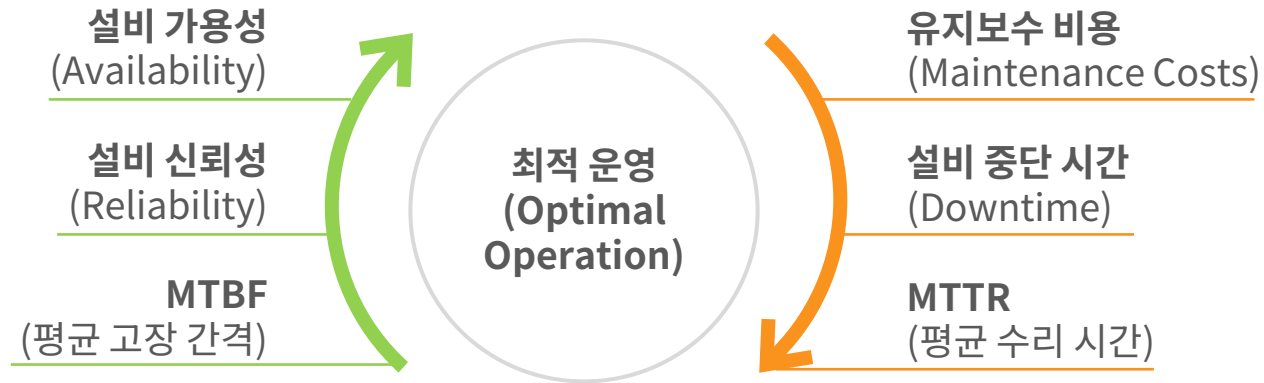 설비 가용성
(Availability)
설비 신뢰성
(Reliability)
MTBF
(평균 고장 간격)
최적 운영
(Optimal
Operation)
유지보수 비용
(Maintenance Costs)
설비 중단 시간
(Downtime)
MTTR
(평균 수리 시간)